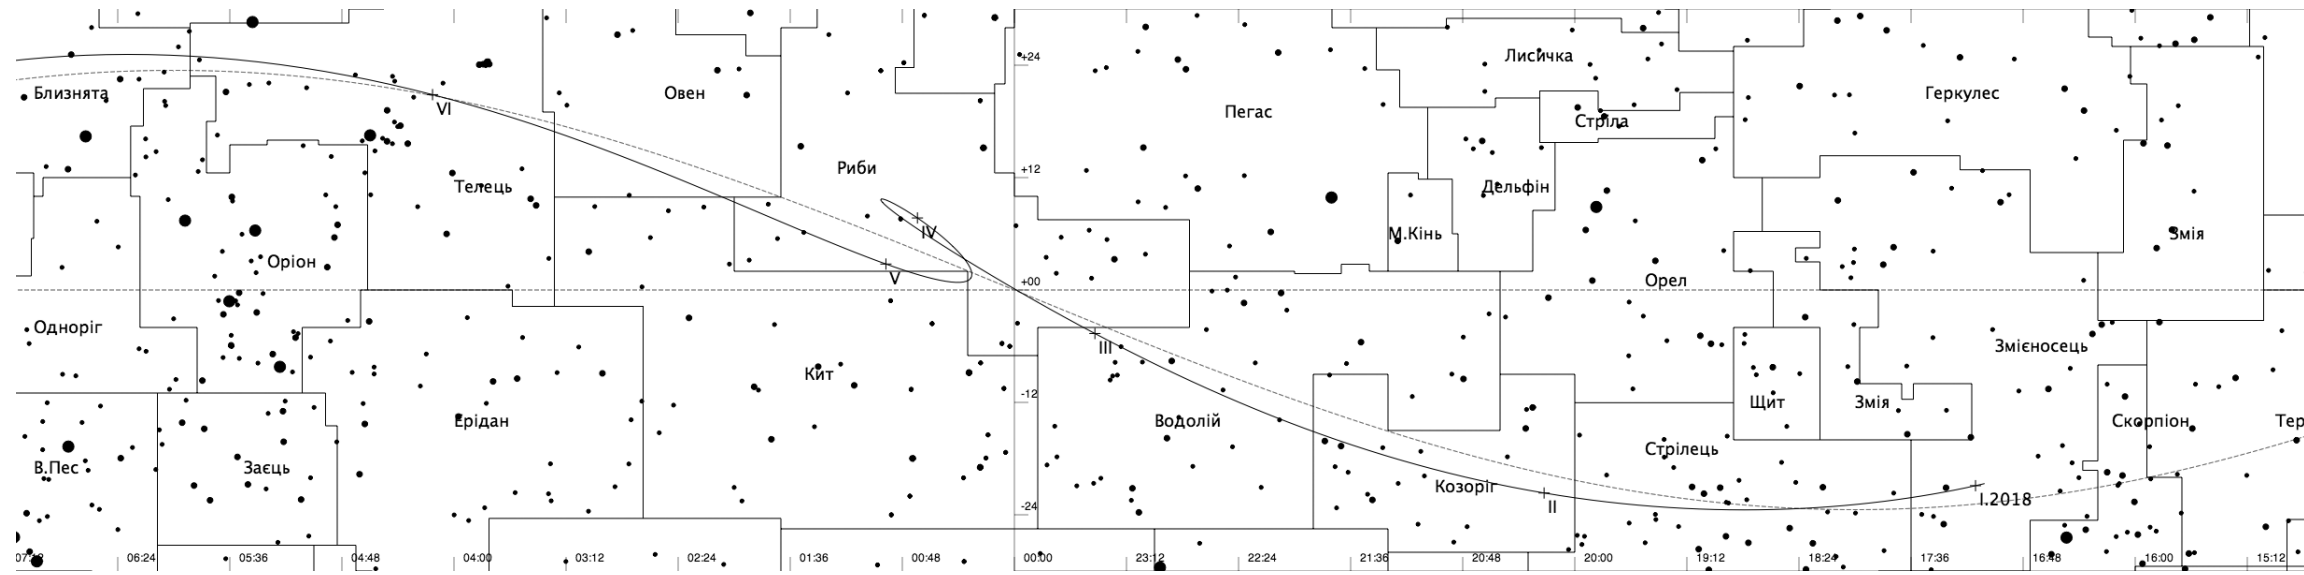 Близнята
Телець
Оріон
Одноріг
В.Пес
Заєць
Ерідан
Овен
Риби
Кит
Пегас
Водолій
Лисичка
Стріла
Дельфін
М.Кінь
Орел
Козоріг
Стрілець
Щит
Змія
Геркулес
Змієносець
Змія
Скорпіон
Тер
VI
V
IV
III
II
I.2018
+24
+12
+00
-12
-24
06:24
05:36
04:48
04:00
03:12
02:24
01:36
00:48
00:00
23:12
22:24
21:36
20:48
20:00
19:12
18:24
17:36
16:48
16:00
15:12